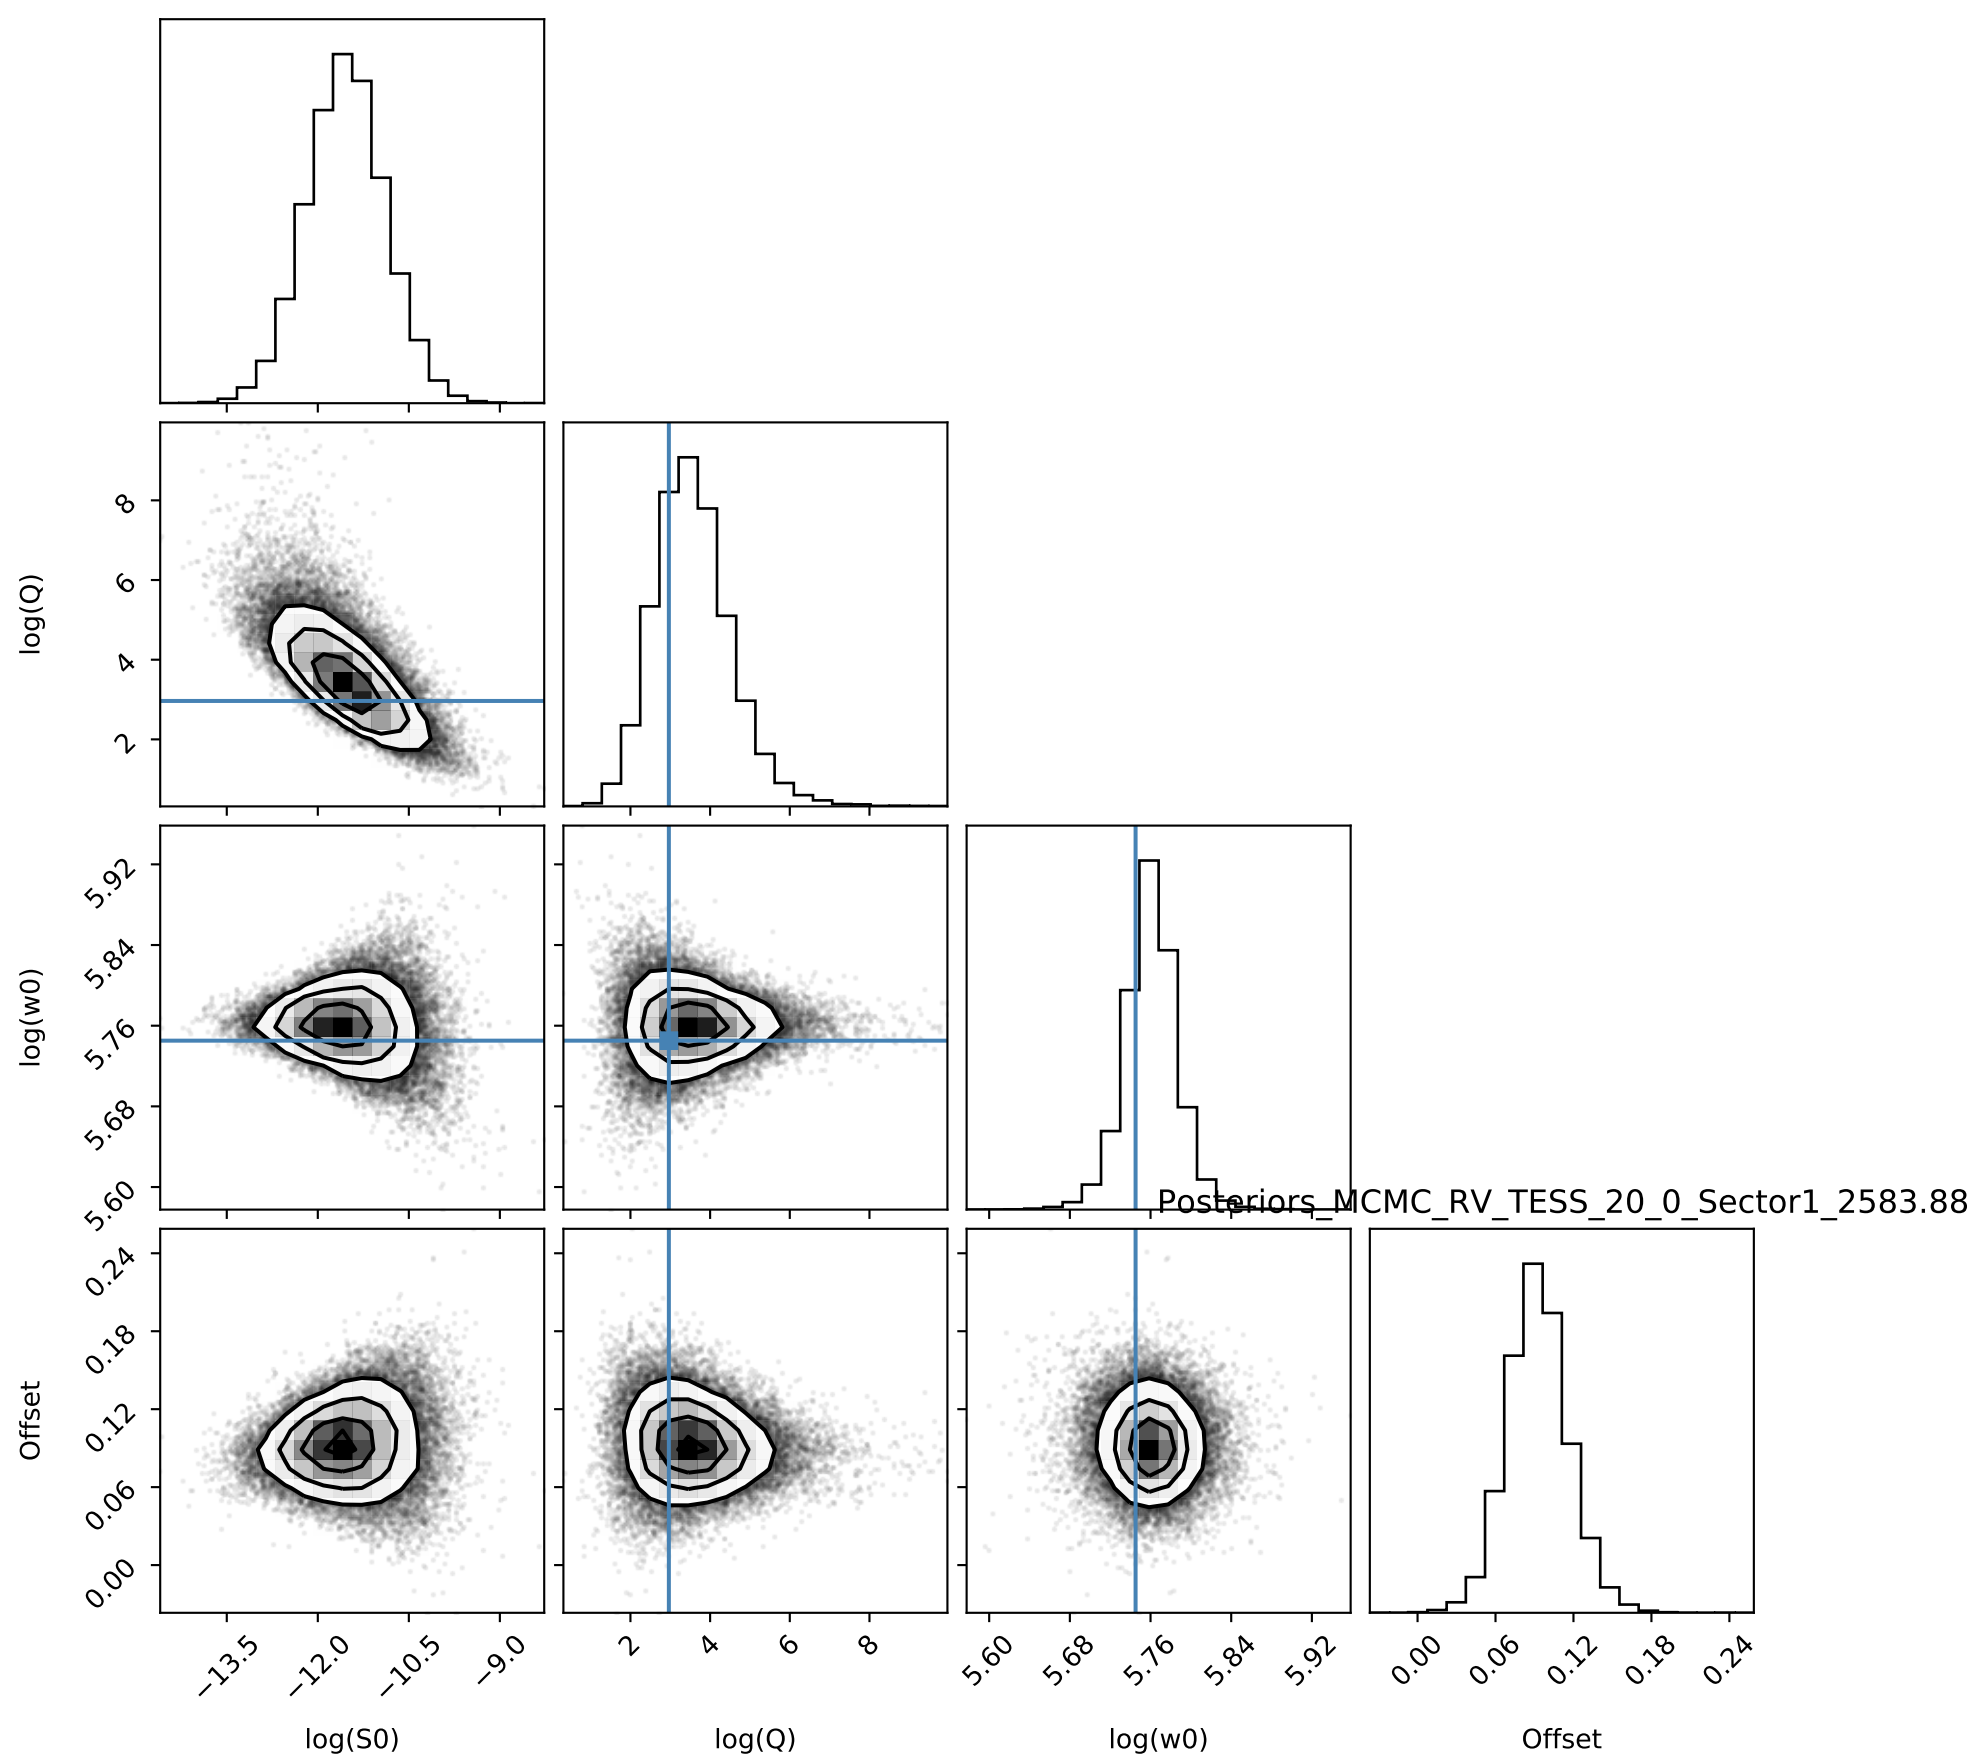 8
6
4
2
log(Q)
5.92
5.84
5.76
5.68
5.60
log(w0)
Posteriors_MCMC_RV_TESS_20_0_Sector1_2583.88
0.24
0.18
0.12
0.06
0.00
Offset
−13.5 −12.0 −10.5 −9.0 2 4 6 8 5.60 5.68 5.76 5.84 5.92 0.00 0.06 0.12 0.18 0.24
log(S0) log(Q) log(w0) Offset